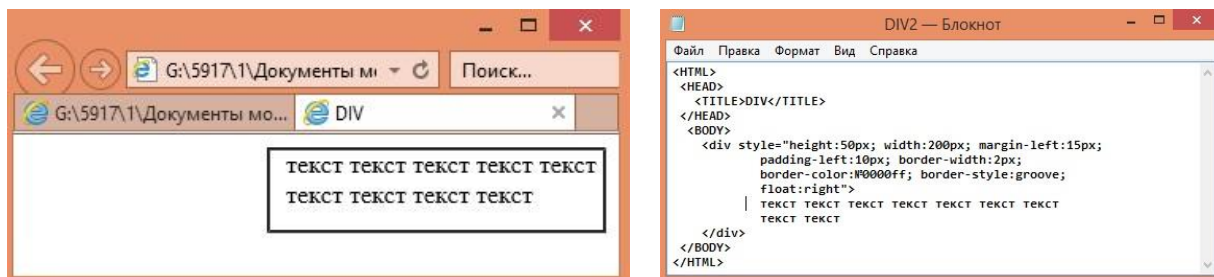 G:\5917\1\Документы мо
Поиск...
G:\5917\1\Документы мо...
DIV
текст текст текст текст текст
текст текст текст текст
DIV2 — Блокнот
Файл Правка Формат Вид Справка
<HTML>
<HEAD>
<TITLE>DIV</TITLE>
</HEAD>
<BODY>
<div style="height:50px; width:200px; margin-left:15px;
padding-left:10px; border-width:2px;
border-color:№0000ff; border-style:groove;
float:right">
текст текст текст текст текст текст текст
текст текст
</div>
</BODY>
</HTML>